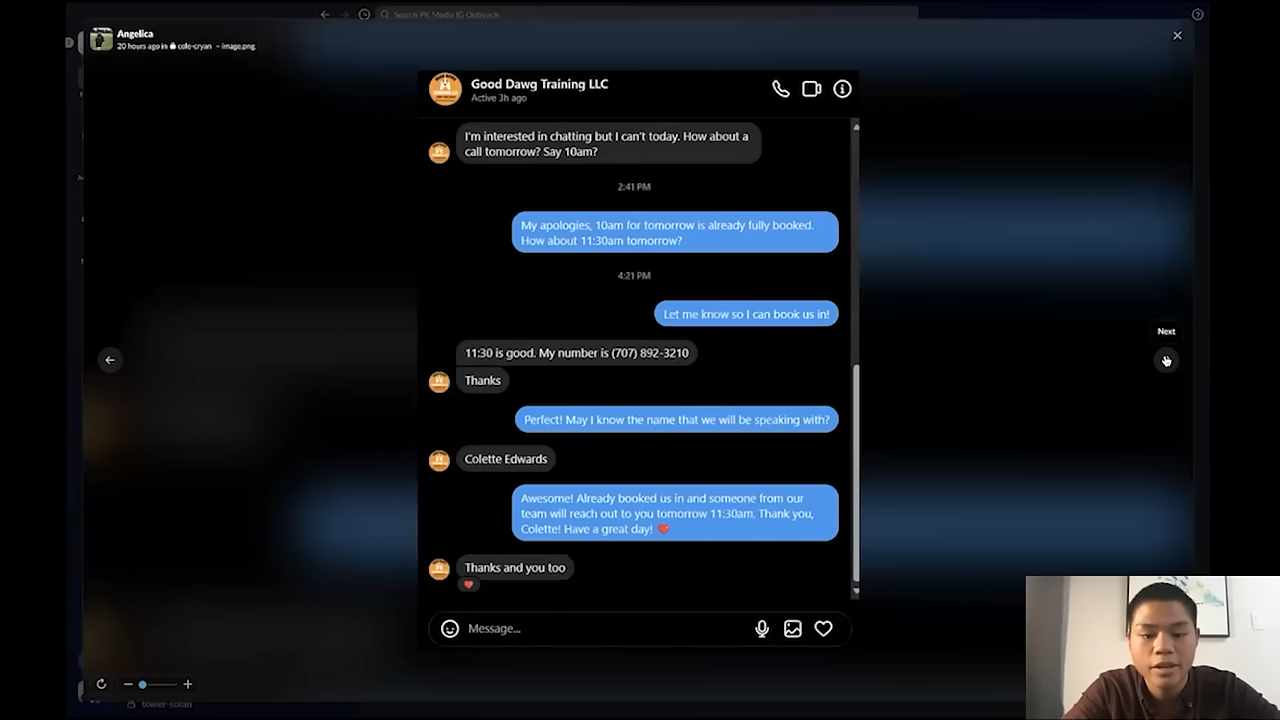 Search PK Media IG Outreach
Angelica
20 hours ago in cole-cryan - image.png
Good Dawg Training LLC
Active 3h ago
I'm interested in chatting but I can't today. How about a
call tomorrow? Say 10am?
2:41 PM
My apologies, 10am for tomorrow is already fully booked.
How about 11:30am tomorrow?
4:21 PM
Let me know so I can book us in!
Next
11:30 is good. My number is (707) 892-3210
Thanks
Perfect! May I know the name that we will be speaking with?
Colette Edwards
Awesome! Already booked us in and someone from our
team will reach out to you tomorrow 11:30am. Thank you,
Colette! Have a great day! ❤️
Thanks and you too
❤️
Message...